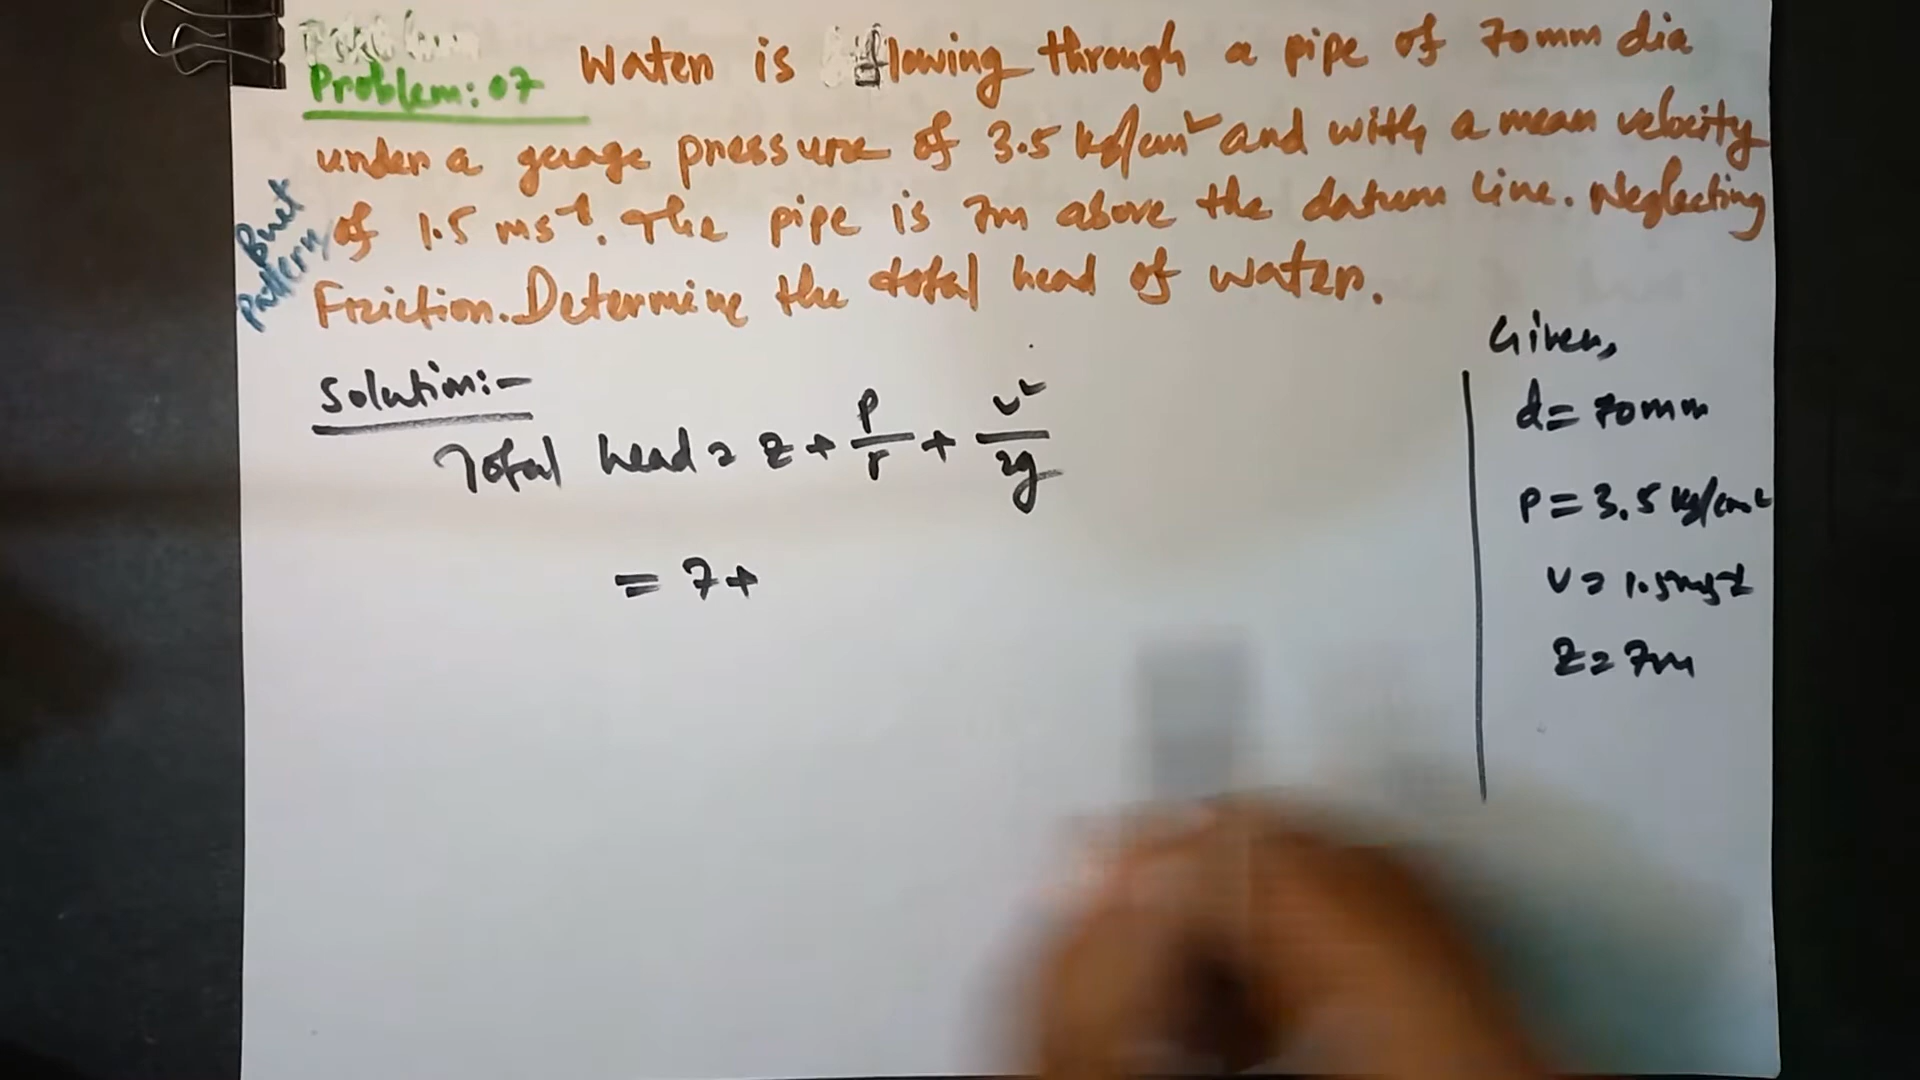 Problem: 07 Water is flowing through a pipe of 70mm dia
under a gauge pressure of 3.5 kg/cm² and with a mean velocity
of 1.5 ms⁻¹. The pipe is 7m above the datum line. Neglecting
Friction. Determine the total head of water.
Buet
Pattern
Solution:-
Total head = z + P/r + v²/2g
= 7+
Given,
d = 70mm
P = 3.5 kg/cm²
v = 1.5ms⁻¹
z = 7m